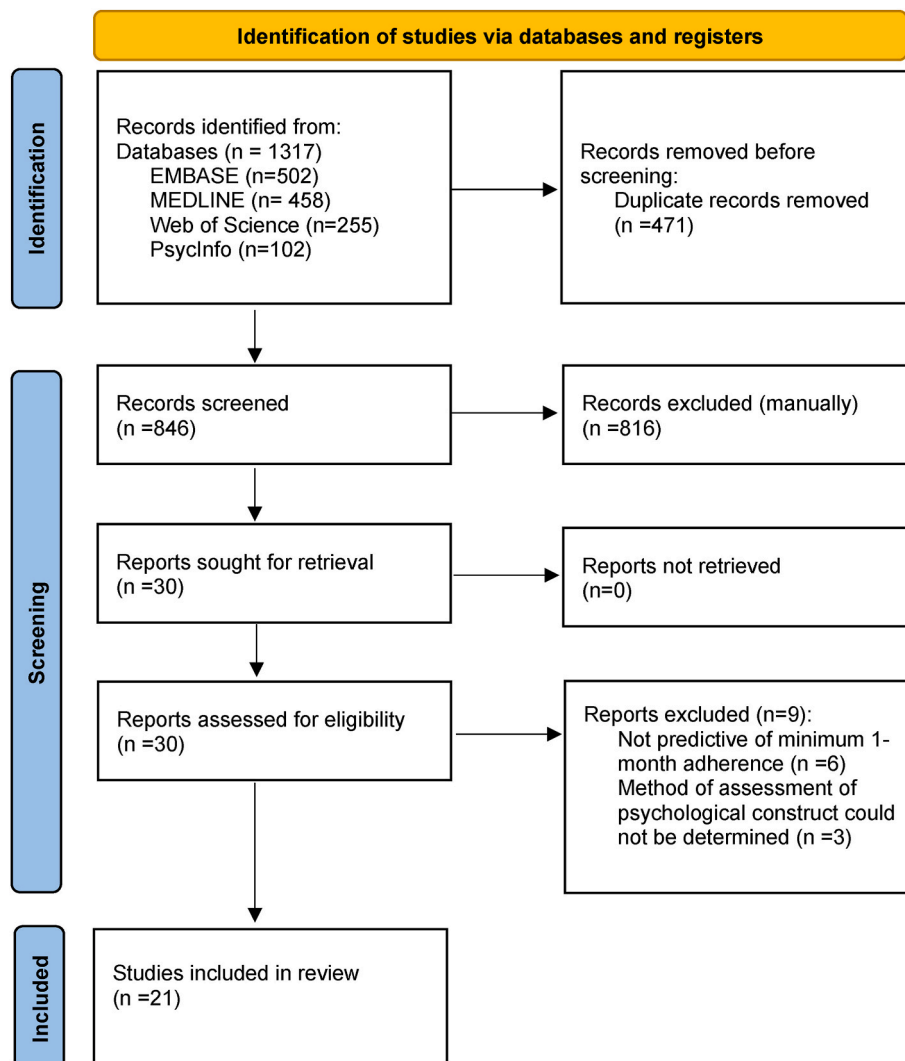 Identification of studies via databases and registers
Identification
Records identified from:
Databases (n = 1317)
EMBASE (n=502)
MEDLINE (n= 458)
Web of Science (n=255)
PsycInfo (n=102)
Records removed before
screening:
Duplicate records removed
(n =471)
Screening
Records screened
(n =846)
Records excluded (manually)
(n =816)
Reports sought for retrieval
(n =30)
Reports not retrieved
(n=0)
Reports assessed for eligibility
(n =30)
Reports excluded (n=9):
Not predictive of minimum 1-
month adherence (n =6)
Method of assessment of
psychological construct could
not be determined (n =3)
Included
Studies included in review
(n =21)